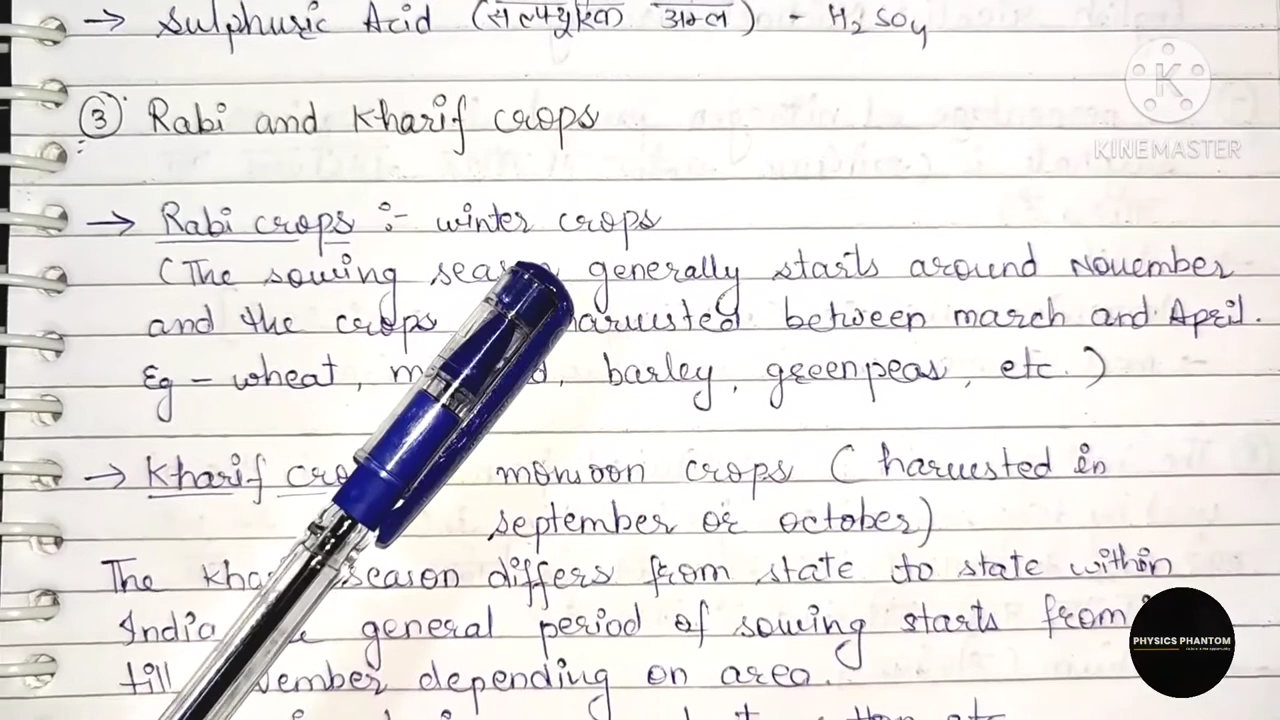 → Sulphuric Acid (सल्फ्यूरिक अम्ल) - H2SO4
③ Rabi and Kharif crops
KINEMASTER
→ Rabi crops :- winter crops
(The sowing generally starts around November
and the crops harvested between march and April.
Eg - wheat, barley, greenpeas, etc.)
→ Kharif monsoon crops (harvested in
september or october)
The season differs from state to state within
India general period of sowing starts from
till depending on area.
PHYSICS PHANTOM